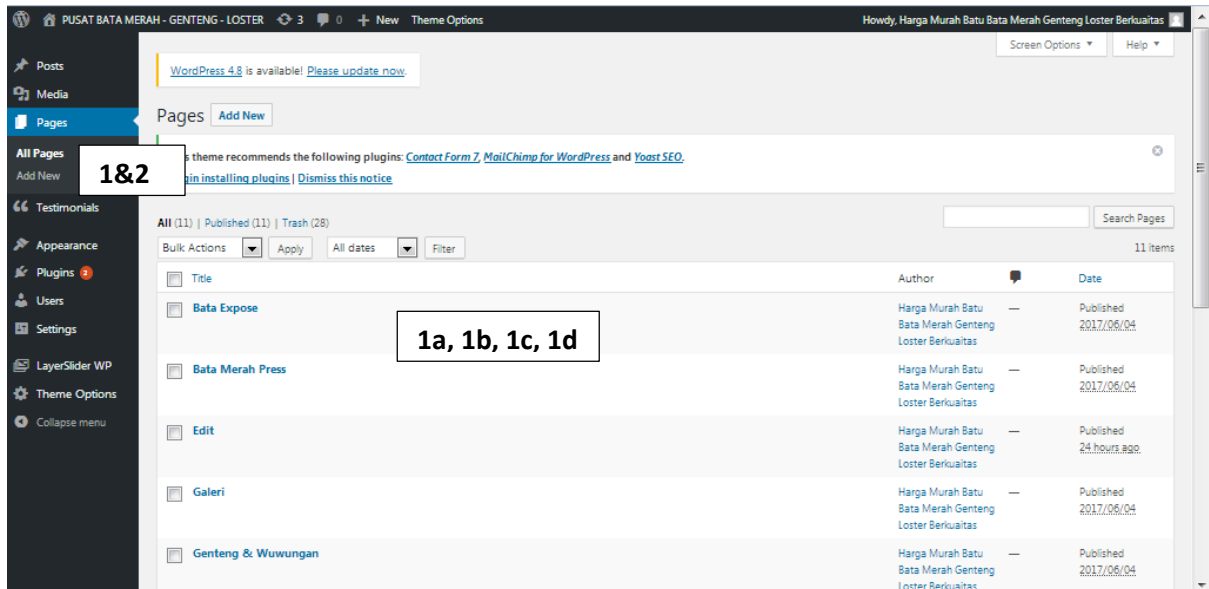 PUSAT BATA MERAH - GENTENG - LOSTER 3 0 New Theme Options Howdy, Harga Murah Batu Bata Merah Genteng Loster Berkuaitas
Screen Options Help
Posts
Media
Pages
All Pages
Add New
Testimonials
Appearance
Plugins 2
Users
Settings
LayerSlider WP
Theme Options
Collapse menu
1&2
WordPress 4.8 is available! Please update now.
Pages Add New
s theme recommends the following plugins: Contact Form 7, MailChimp for WordPress and Yoast SEO.
gin installing plugins | Dismiss this notice
All (11) | Published (11) | Trash (28)
Search Pages
Bulk Actions Apply All dates Filter 11 items
Title Author Date
Bata Expose Harga Murah Batu — Published
Bata Merah Genteng 2017/06/04
Loster Berkuaitas
1a, 1b, 1c, 1d
Bata Merah Press Harga Murah Batu — Published
Bata Merah Genteng 2017/06/04
Loster Berkuaitas
Edit Harga Murah Batu — Published
Bata Merah Genteng 24 hours ago
Loster Berkuaitas
Galeri Harga Murah Batu — Published
Bata Merah Genteng 2017/06/04
Loster Berkuaitas
Genteng & Wuwungan Harga Murah Batu — Published
Bata Merah Genteng 2017/06/04
Loster Berkuaitas